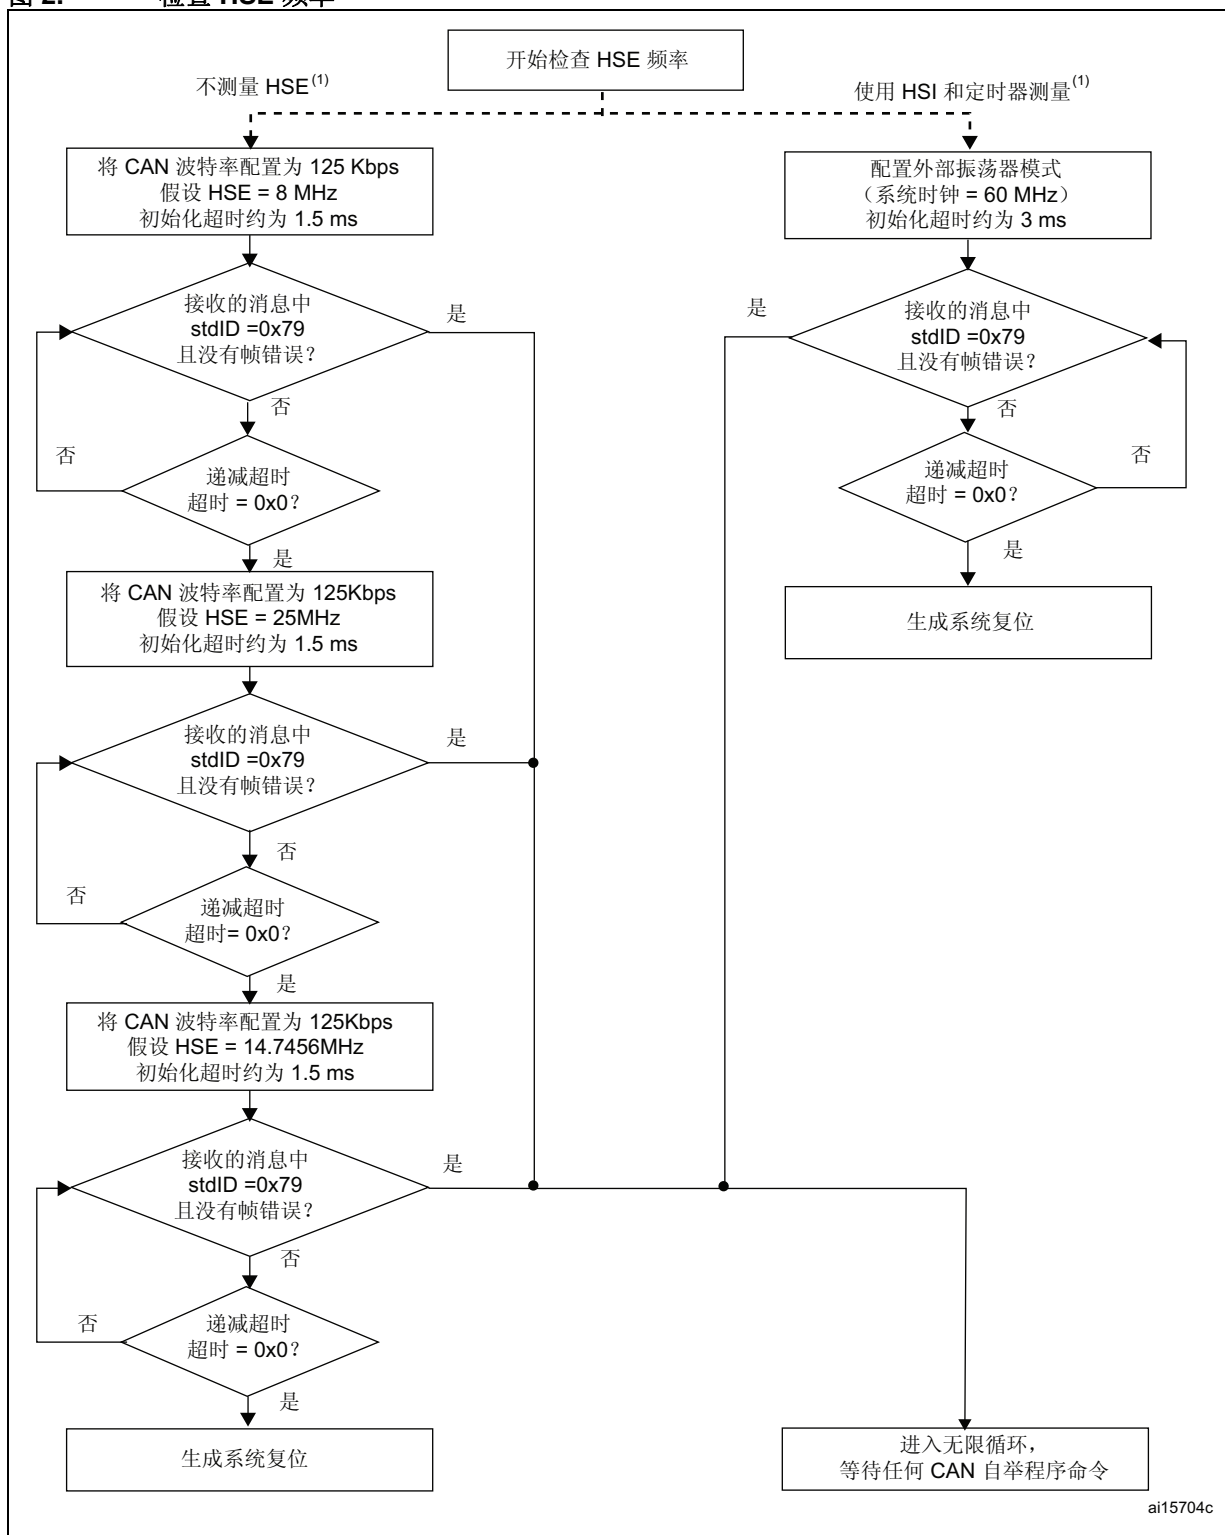 图 2. 检查 HSE 频率
开始检查 HSE 频率
不测量 HSE(1)
使用 HSI 和定时器测量(1)
将 CAN 波特率配置为 125 Kbps
假设 HSE = 8 MHz
初始化超时约为 1.5 ms
配置外部振荡器模式
（系统时钟 = 60 MHz）
初始化超时约为 3 ms
接收的消息中
stdID =0x79
且没有帧错误？
是
否
递减超时
超时 = 0x0？
否
是
是
接收的消息中
stdID =0x79
且没有帧错误？
否
递减超时
超时 = 0x0？
否
是
生成系统复位
将 CAN 波特率配置为 125Kbps
假设 HSE = 25MHz
初始化超时约为 1.5 ms
接收的消息中
stdID =0x79
且没有帧错误？
是
否
否
递减超时
超时= 0x0？
是
将 CAN 波特率配置为 125Kbps
假设 HSE = 14.7456MHz
初始化超时约为 1.5 ms
接收的消息中
stdID =0x79
且没有帧错误？
是
否
否
递减超时
超时 = 0x0？
是
生成系统复位
进入无限循环，
等待任何 CAN 自举程序命令
ai15704c